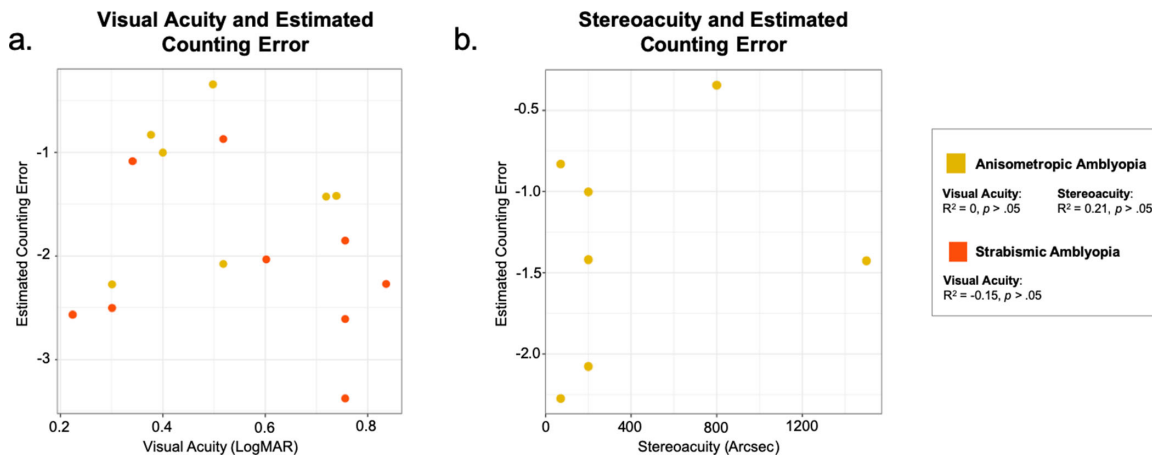 a.
Visual Acuity and Estimated
Counting Error
Estimated Counting Error
-1
-2
-3
0.2
0.4
0.6
0.8
Visual Acuity (LogMAR)
b.
Stereoacuity and Estimated
Counting Error
Estimated Counting Error
-0.5
-1.0
-1.5
-2.0
0
400
800
1200
Stereoacuity (Arcsec)
Anisometropic Amblyopia
Visual Acuity:
R² = 0, p > .05
Stereoacuity:
R² = 0.21, p > .05
Strabismic Amblyopia
Visual Acuity:
R² = -0.15, p > .05